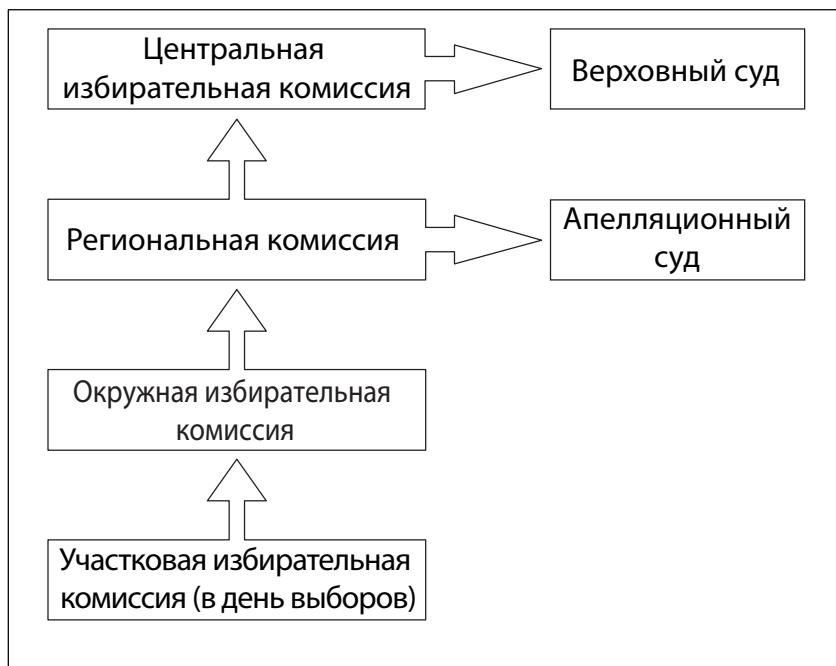 Центральная
избирательная комиссия
Верховный суд
Региональная комиссия
Апелляционный
суд
Окружная избирательная
комиссия
Участковая избирательная
комиссия (в день выборов)